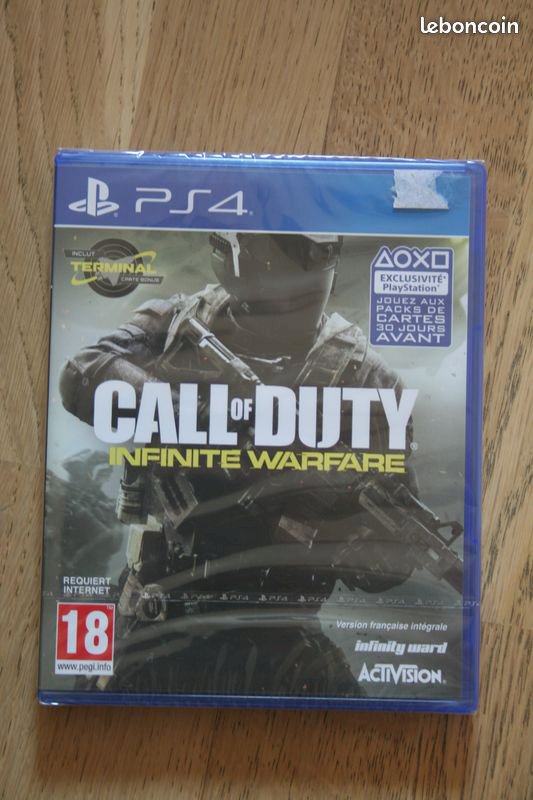 leboncoin
PS4
INCLUT
TERMINAL
CARTE BONUS
EXCLUSIVITÉ
PlayStation®
JOUEZ AUX
PACKS DE
CARTES
30 JOURS
AVANT
CALL OF DUTY®
INFINITE WARFARE
REQUIERT
INTERNET
18
www.pegi.info
Version française intégrale
infinity ward
ACTIVISION®